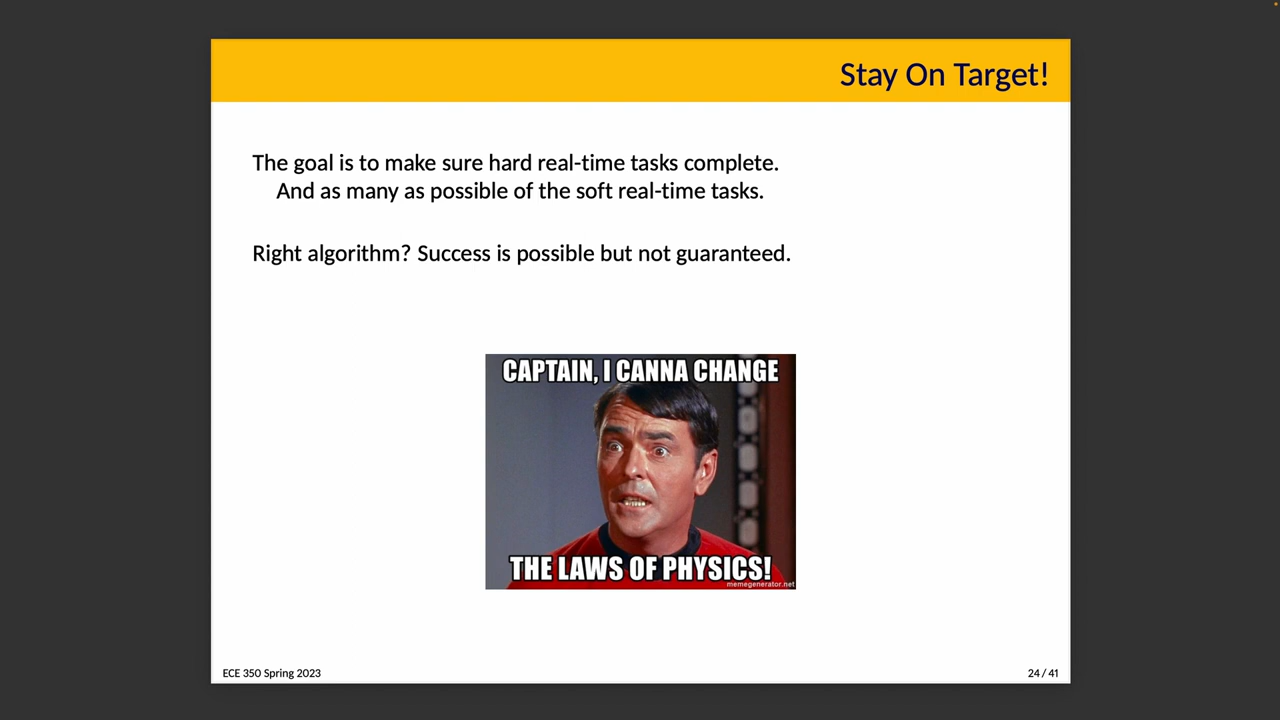 Stay On Target!
The goal is to make sure hard real-time tasks complete.
And as many as possible of the soft real-time tasks.
Right algorithm? Success is possible but not guaranteed.
CAPTAIN, I CANNA CHANGE
THE LAWS OF PHYSICS!
memegenerator.net
ECE 350 Spring 2023
24 / 41